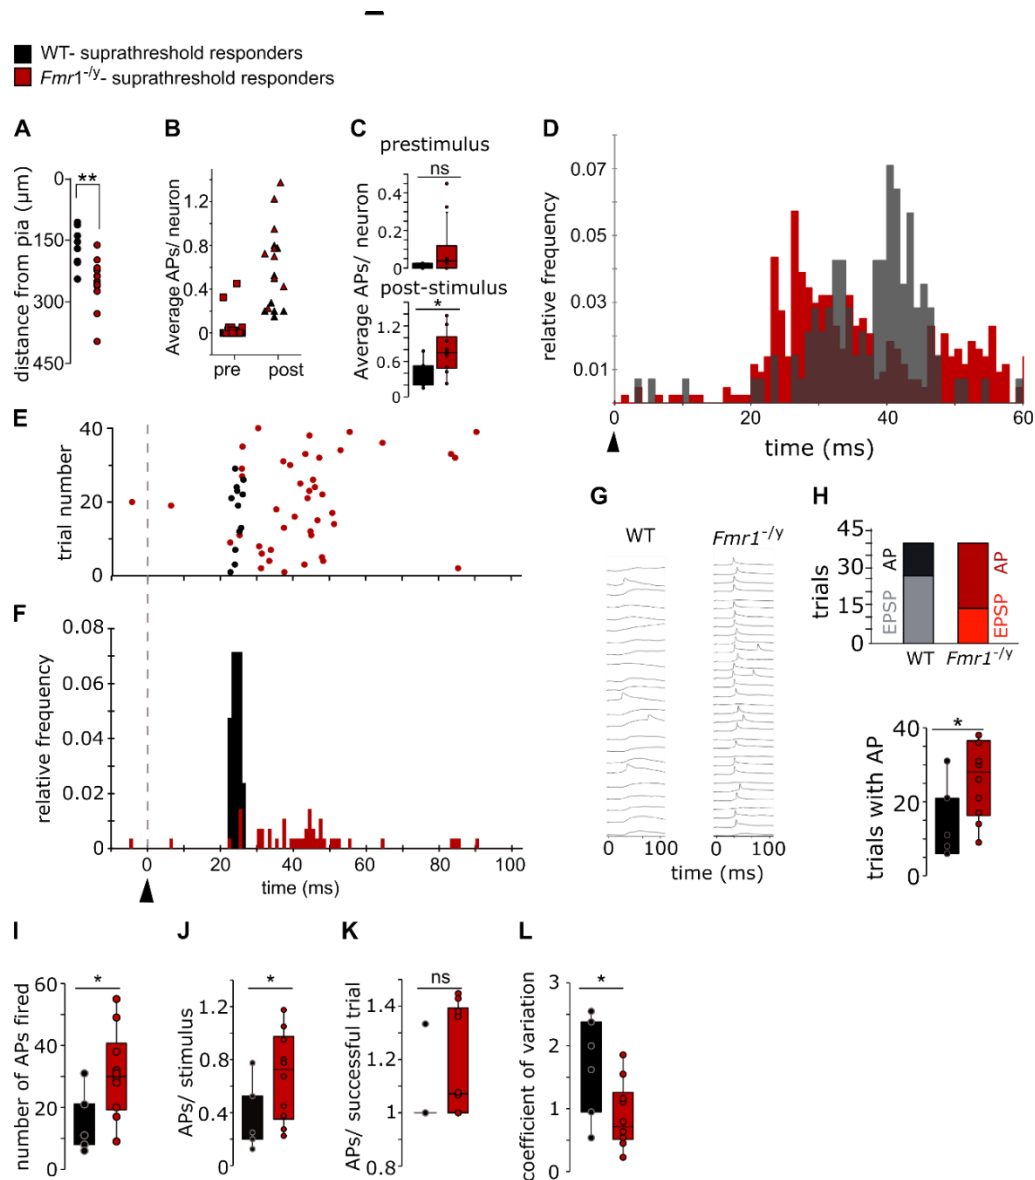 WT- suprathreshold responders
Fmr1-/y- suprathreshold responders
A
distance from pia (µm)
0
150
300
450
**
B
Average APs/ neuron
1.2
0.8
0.4
0
pre
post
C
prestimulus
ns
0.4
0.2
0
Average APs/ neuron
post-stimulus
*
1.2
0.8
0.4
0
D
relative frequency
0.07
0.05
0.03
0.01
0
20
40
60
time (ms)
E
trial number
40
20
0
F
relative frequency
0.08
0.06
0.04
0.02
0
0
20
40
60
80
100
time (ms)
G
WT
Fmr1-/y
0
100
0
100
time (ms)
H
trials
45
30
15
0
EPSP AP
EPSP AP
WT
Fmr1-/y
trials with AP
40
20
0
*
I
number of APs fired
60
40
20
0
*
J
APs/ stimulus
1.2
0.8
0.4
0
*
K
APs/ successful trial
1.4
1.2
1
0.8
ns
L
coefficient of variation
3
2
1
0
*